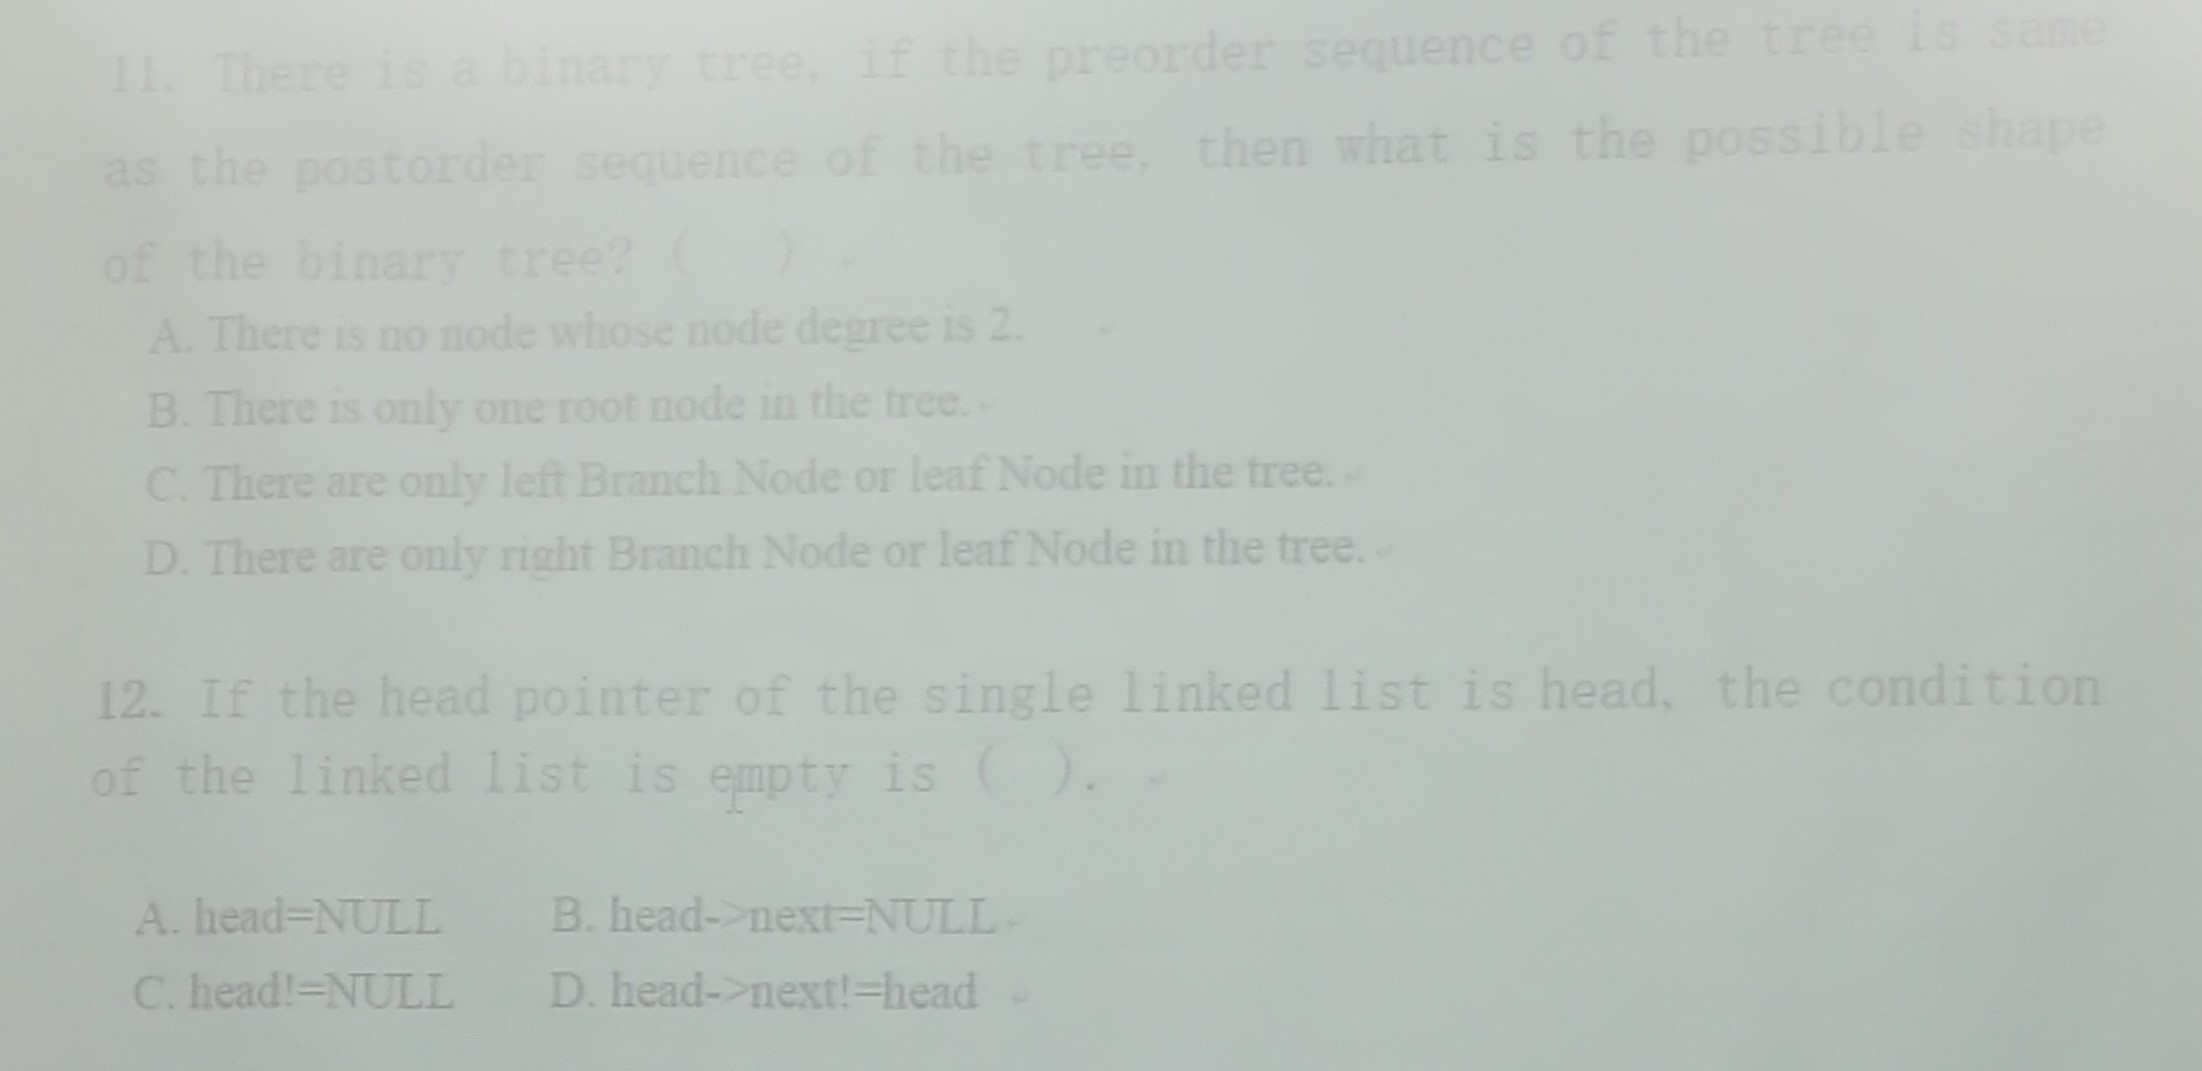 11. There is a binary tree, if the preorder sequence of the tree is same
as the postorder sequence of the tree, then what is the possible shape
of the binary tree? (    )
A. There is no node whose node degree is 2.
B. There is only one root node in the tree.
C. There are only left Branch Node or leaf Node in the tree.
D. There are only right Branch Node or leaf Node in the tree.
12. If the head pointer of the single linked list is head, the condition
of the linked list is empty is (  ).
A. head=NULL    B. head->next=NULL
C. head!=NULL    D. head->next!=head